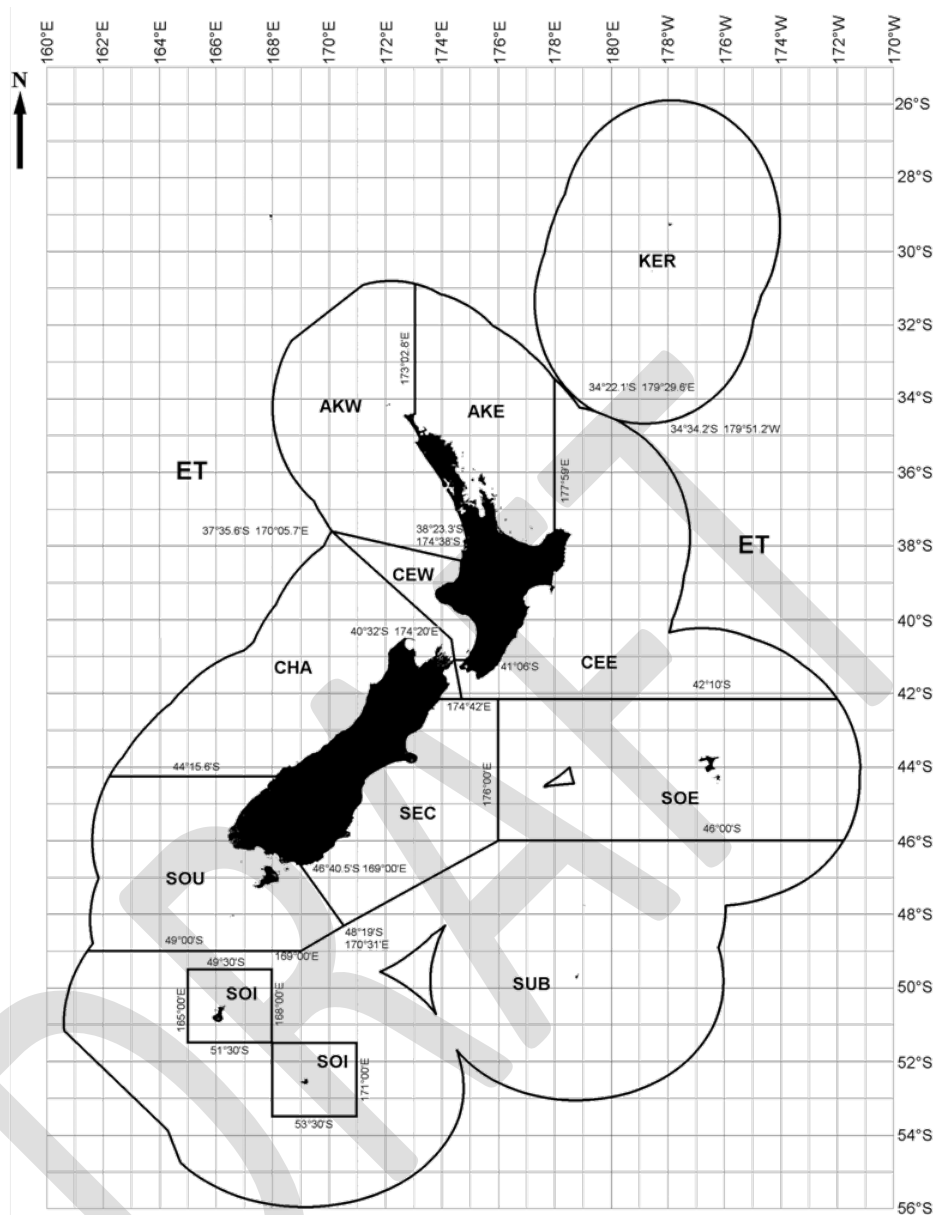 160°E
162°E
164°E
166°E
168°E
170°E
172°E
174°E
176°E
178°E
180°W
178°W
176°W
174°W
172°W
170°W
N
26°S
28°S
KER
30°S
32°S
173°02.8'E
34°22.1'S 179°29.6'E
AKW
AKE
34°S
34°34.2'S 179°51.2'W
ET
177°59'E
36°S
37°35.6'S 170°05.7'E
38°23.3'S
174°38'S
ET
38°S
CEW
40°S
40°32'S 174°20'E
CHA
41°06'S
CEE
42°10'S
42°S
174°42'E
44°15.6'S
176°00'E
44°S
SEC
SOE
46°00'S
46°S
46°40.5'S 169°00'E
SOU
48°19'S
170°31'E
48°S
49°00'S
169°00'E
49°30'S
165°00'E
SOI
168°00'E
SUB
50°S
51°30'S
SOI
171°00'E
52°S
53°30'S
54°S
56°S
DRAFT